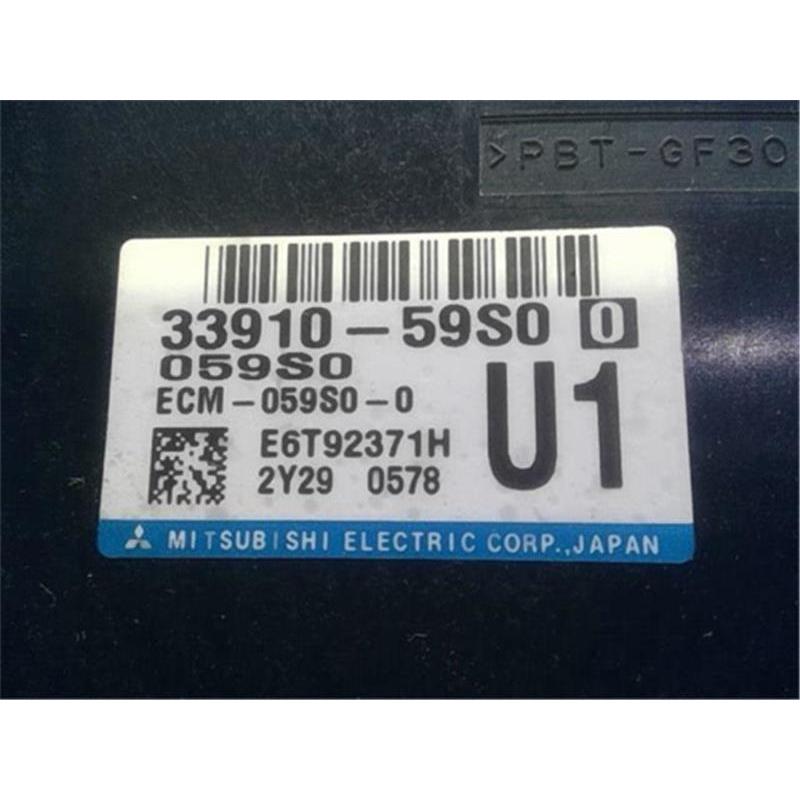 >PBT-GF30
33910-59S0 0
059S0
ECM-059S0-0
U1
E6T92371H
2Y29 0578
MITSUBISHI ELECTRIC CORP.,JAPAN